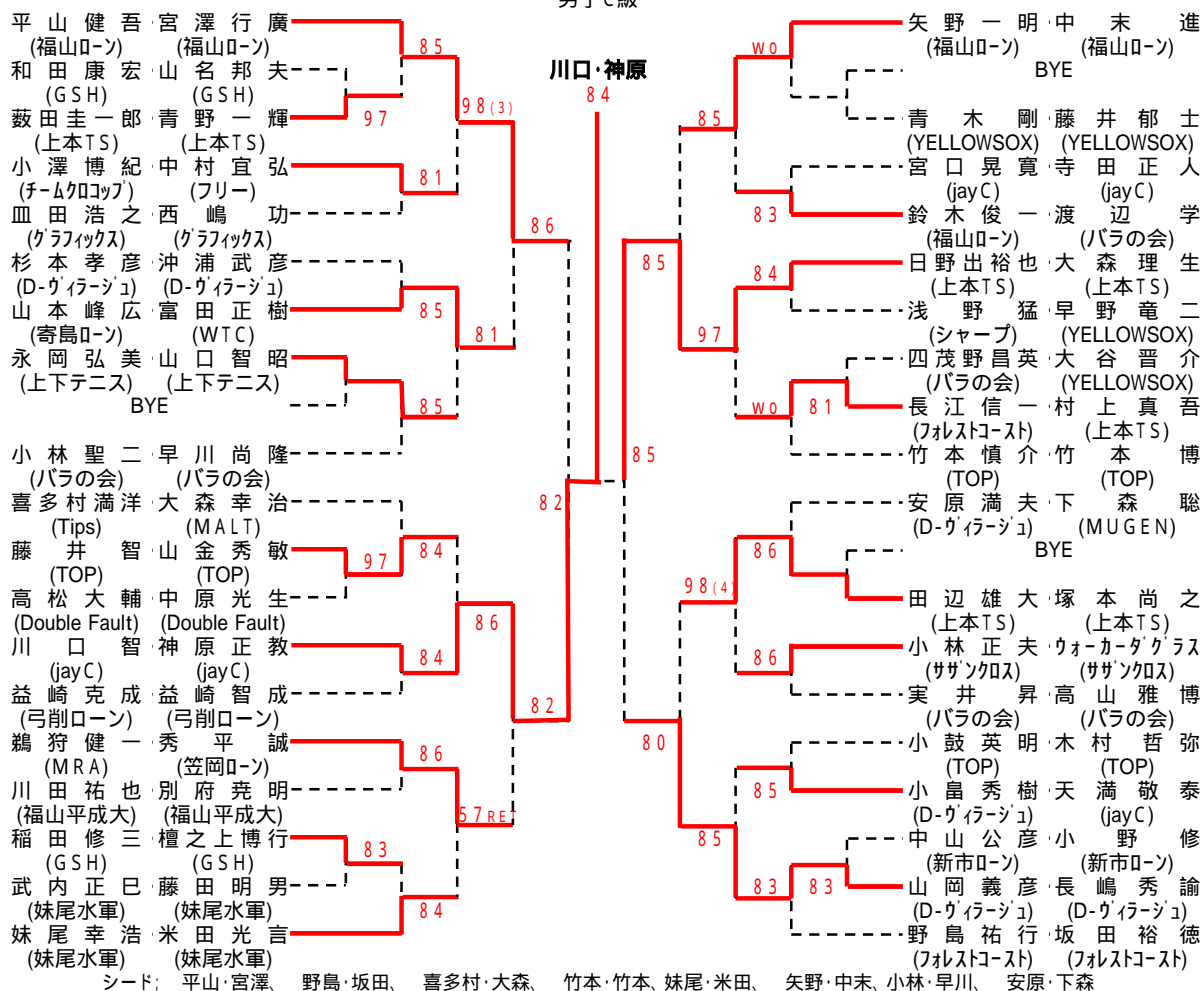 男子C級
川口・神原
84
平山健吾・宮澤行廣
(福山ローン) (福山ローン)
和田康宏・山名邦夫
(GSH) (GSH)
薮田圭一郎・青野一輝
(上本TS) (上本TS)
小澤博紀・中村宜弘
(チームクロコップ) (フリー)
皿田浩之・西嶋功
(グラフィックス) (グラフィックス)
杉本孝彦・沖浦武彦
(D-ヴィラージュ) (D-ヴィラージュ)
山本峰広・富田正樹
(寄島ローン) (WTC)
永岡弘美・山口智昭
(上下テニス) (上下テニス)
BYE
小林聖二・早川尚隆
(バラの会) (バラの会)
喜多村満洋・大森幸治
(Tips) (MALT)
藤井智・山金秀敏
(TOP) (TOP)
高松大輔・中原光生
(Double Fault) (Double Fault)
川口智・神原正教
(jayC) (jayC)
益崎克成・益崎智成
(弓削ローン) (弓削ローン)
鵜狩健一・秀平誠
(MRA) (笠岡ローン)
川田祐也・別府尭明
(福山平成大) (福山平成大)
稲田修三・檀之上博行
(GSH) (GSH)
武内正巳・藤田明男
(妹尾水軍) (妹尾水軍)
妹尾幸浩・米田光言
(妹尾水軍) (妹尾水軍)
85
97
98(3)
81
86
85
81
85
82
97
84
86
84
82
86
57RET
83
84
矢野一明・中末進
(福山ローン) (福山ローン)
BYE
青木剛・藤井郁士
(YELLOWSOX) (YELLOWSOX)
宮口晃寛・寺田正人
(jayC) (jayC)
鈴木俊一・渡辺学
(福山ローン) (バラの会)
日野出裕也・大森理生
(上本TS) (上本TS)
浅野猛・早野竜二
(シャープ) (YELLOWSOX)
四茂野昌英・大谷晋介
(バラの会) (YELLOWSOX)
長江信一・村上真吾
(フォレストコースト) (上本TS)
竹本慎介・竹本博
(TOP) (TOP)
安原満夫・下森聡
(D-ヴィラージュ) (MUGEN)
BYE
田辺雄大・塚本尚之
(上本TS) (上本TS)
小林正夫・ウォーカーダグラス
(サザンクロス) (サザンクロス)
実井昇・高山雅博
(バラの会) (バラの会)
小鼓英明・木村哲弥
(TOP) (TOP)
小畠秀樹・天満敬泰
(D-ヴィラージュ) (jayC)
中山公彦・小野修
(新市ローン) (新市ローン)
山岡義彦・長嶋秀諭
(D-ヴィラージュ) (D-ヴィラージュ)
野島祐行・坂田裕徳
(フォレストコースト) (フォレストコースト)
WO
85
83
85
84
97
WO
81
85
86
98(4)
86
80
85
85
83
83
シード; 平山・宮澤、 野島・坂田、 喜多村・大森、 竹本・竹本、妹尾・米田、 矢野・中末、小林・早川、 安原・下森